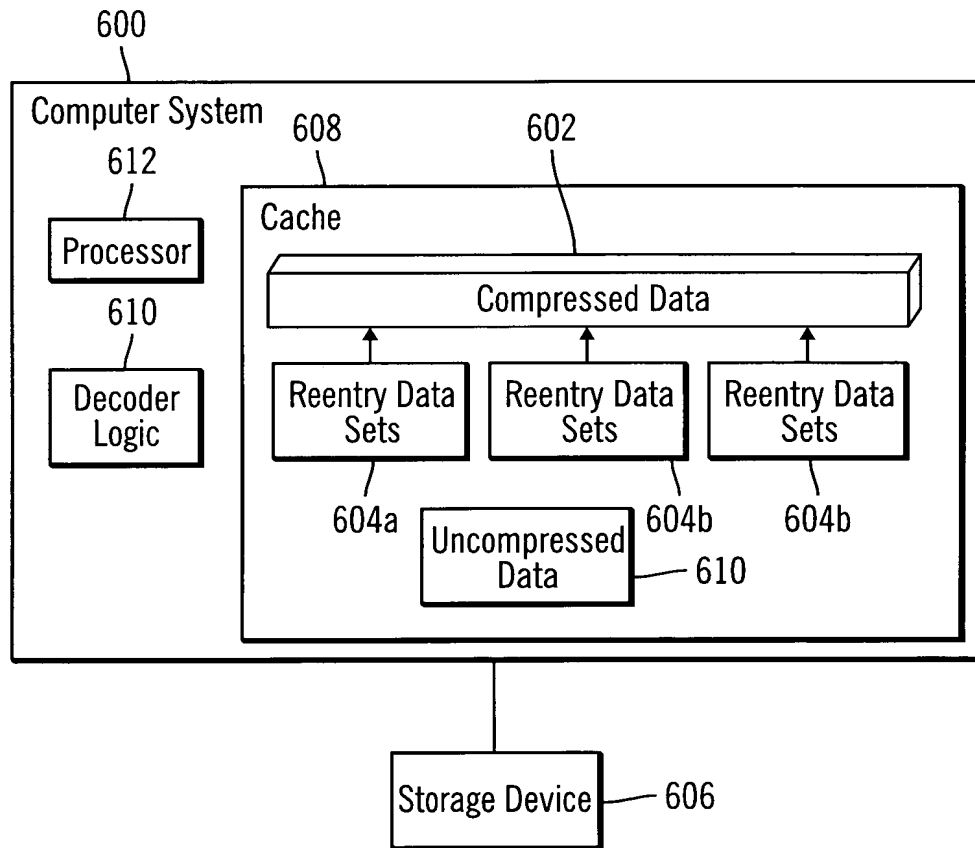 600
Computer System
608
602
612
Cache
Processor
Compressed Data
610
Decoder
Logic
Reentry Data
Sets
Reentry Data
Sets
Reentry Data
Sets
604a
604b
604b
Uncompressed
Data
610
Storage Device
606